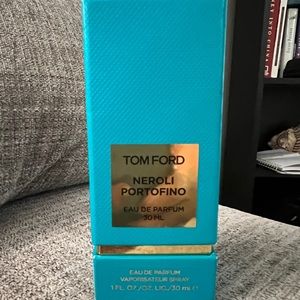 TOM FORD
NEROLI
PORTOFINO
EAU DE PARFUM
30 ML
EAU DE PARFUM
VAPORISATEUR SPRAY
1 FL.OZ./OZ.LIQ./30 ml ℮